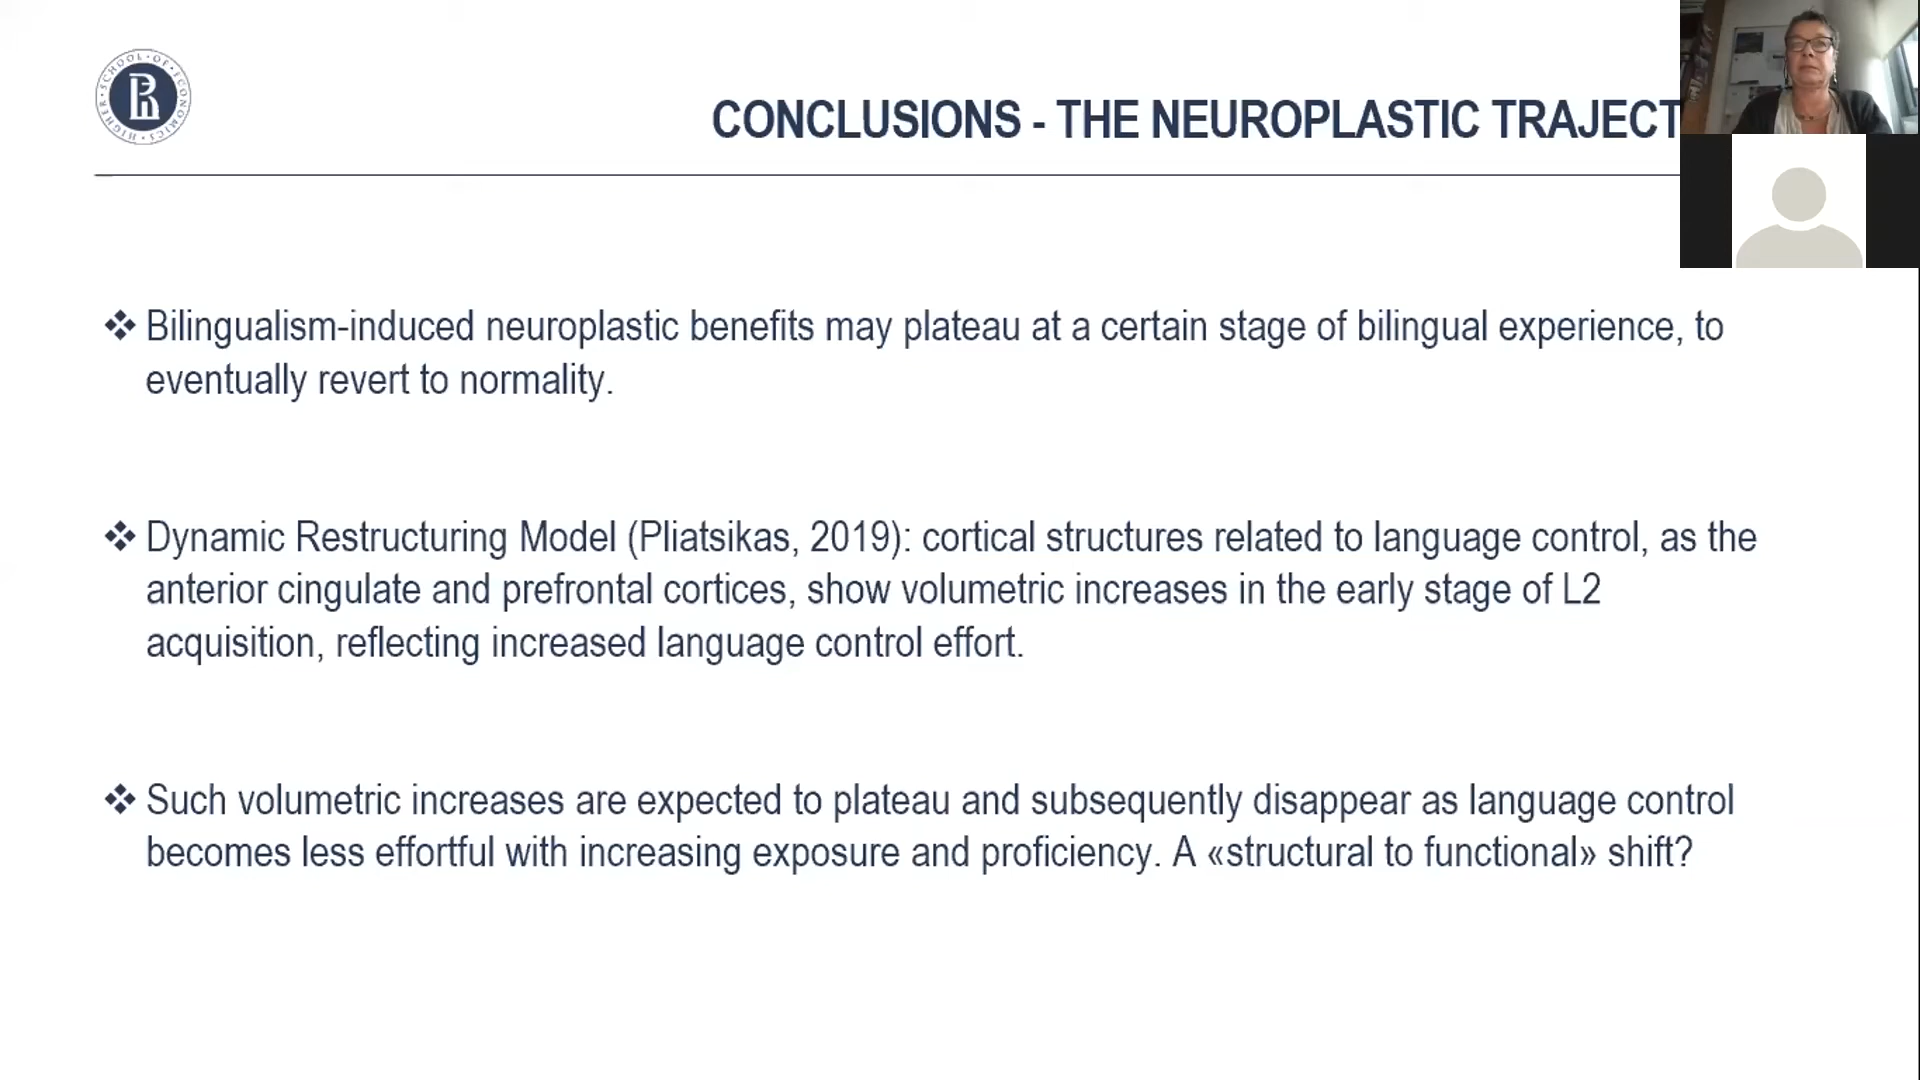 HIGHER · SCHOOL · OF · ECONOMICS
CONCLUSIONS - THE NEUROPLASTIC TRAJECT
❖ Bilingualism-induced neuroplastic benefits may plateau at a certain stage of bilingual experience, to
eventually revert to normality.
❖ Dynamic Restructuring Model (Pliatsikas, 2019): cortical structures related to language control, as the
anterior cingulate and prefrontal cortices, show volumetric increases in the early stage of L2
acquisition, reflecting increased language control effort.
❖ Such volumetric increases are expected to plateau and subsequently disappear as language control
becomes less effortful with increasing exposure and proficiency. A «structural to functional» shift?